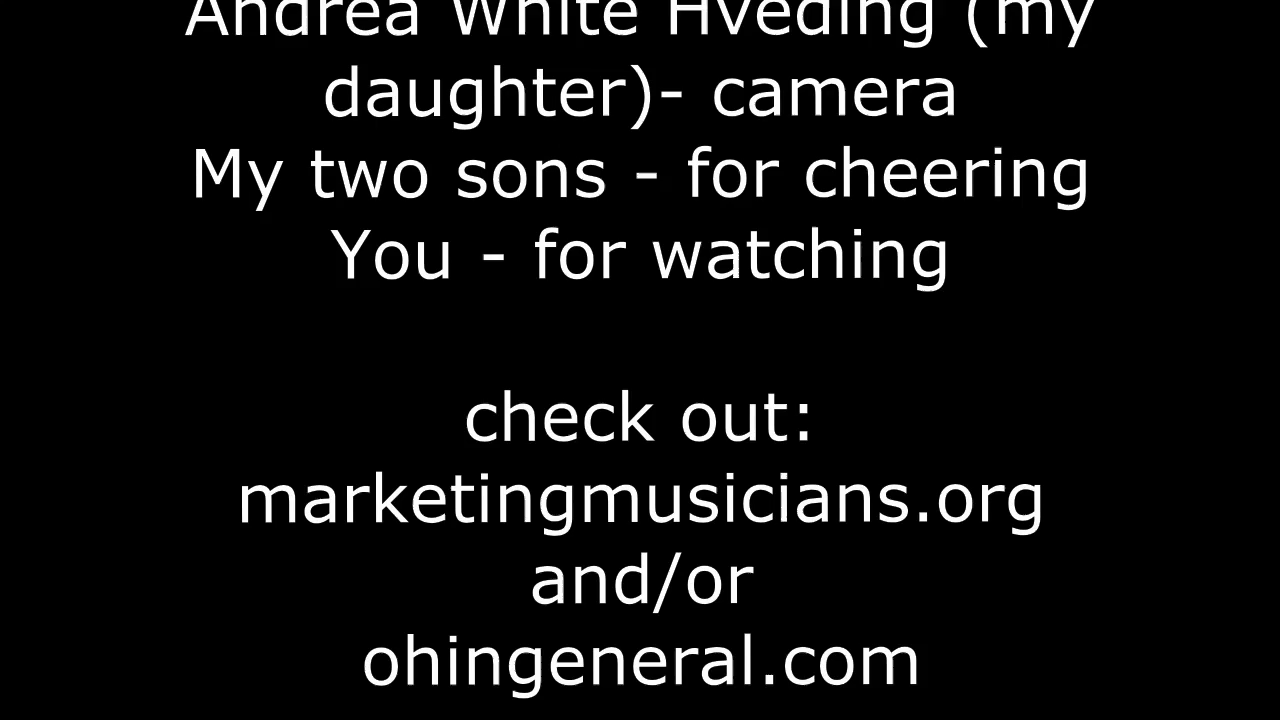 Andrea White Hveding (my
daughter)- camera
My two sons - for cheering
You - for watching
check out:
marketingmusicians.org
and/or
ohingeneral.com